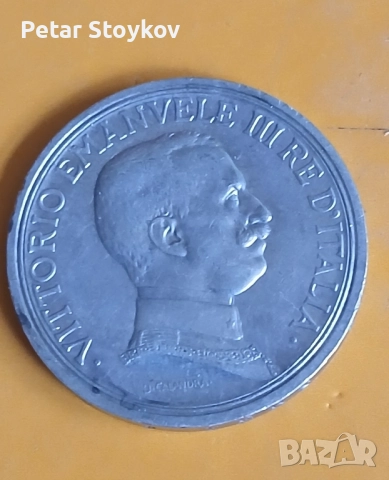 Petar Stoykov
· VITTORIO EMANVELE III RE D'ITALIA ·
BAZAR